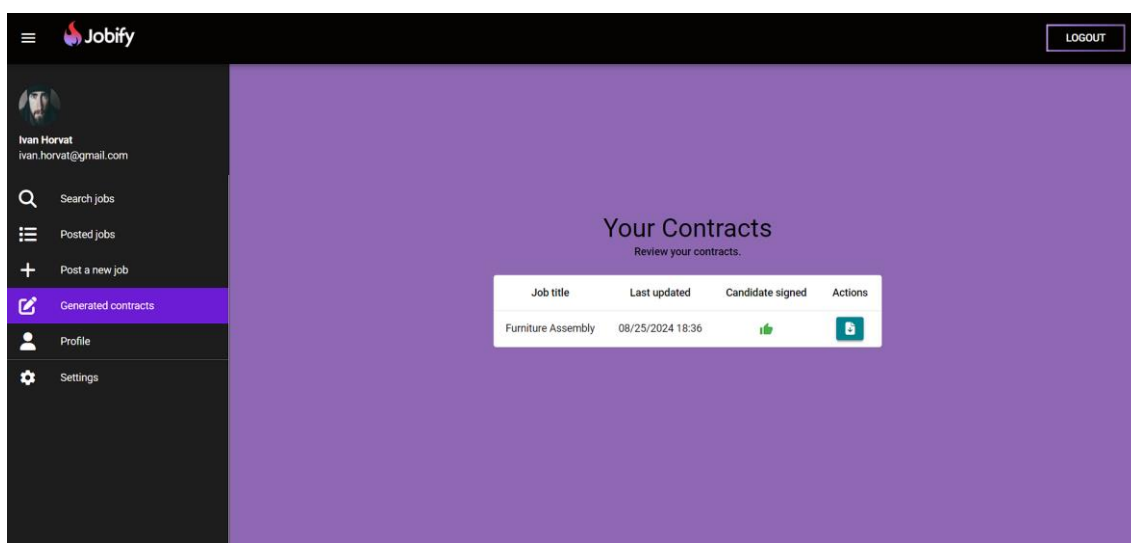 Jobify
LOGOUT
Ivan Horvat
ivan.horvat@gmail.com
Search jobs
Posted jobs
Post a new job
Generated contracts
Profile
Settings
Your Contracts
Review your contracts.
Job title Last updated Candidate signed Actions
Furniture Assembly 08/25/2024 18:36